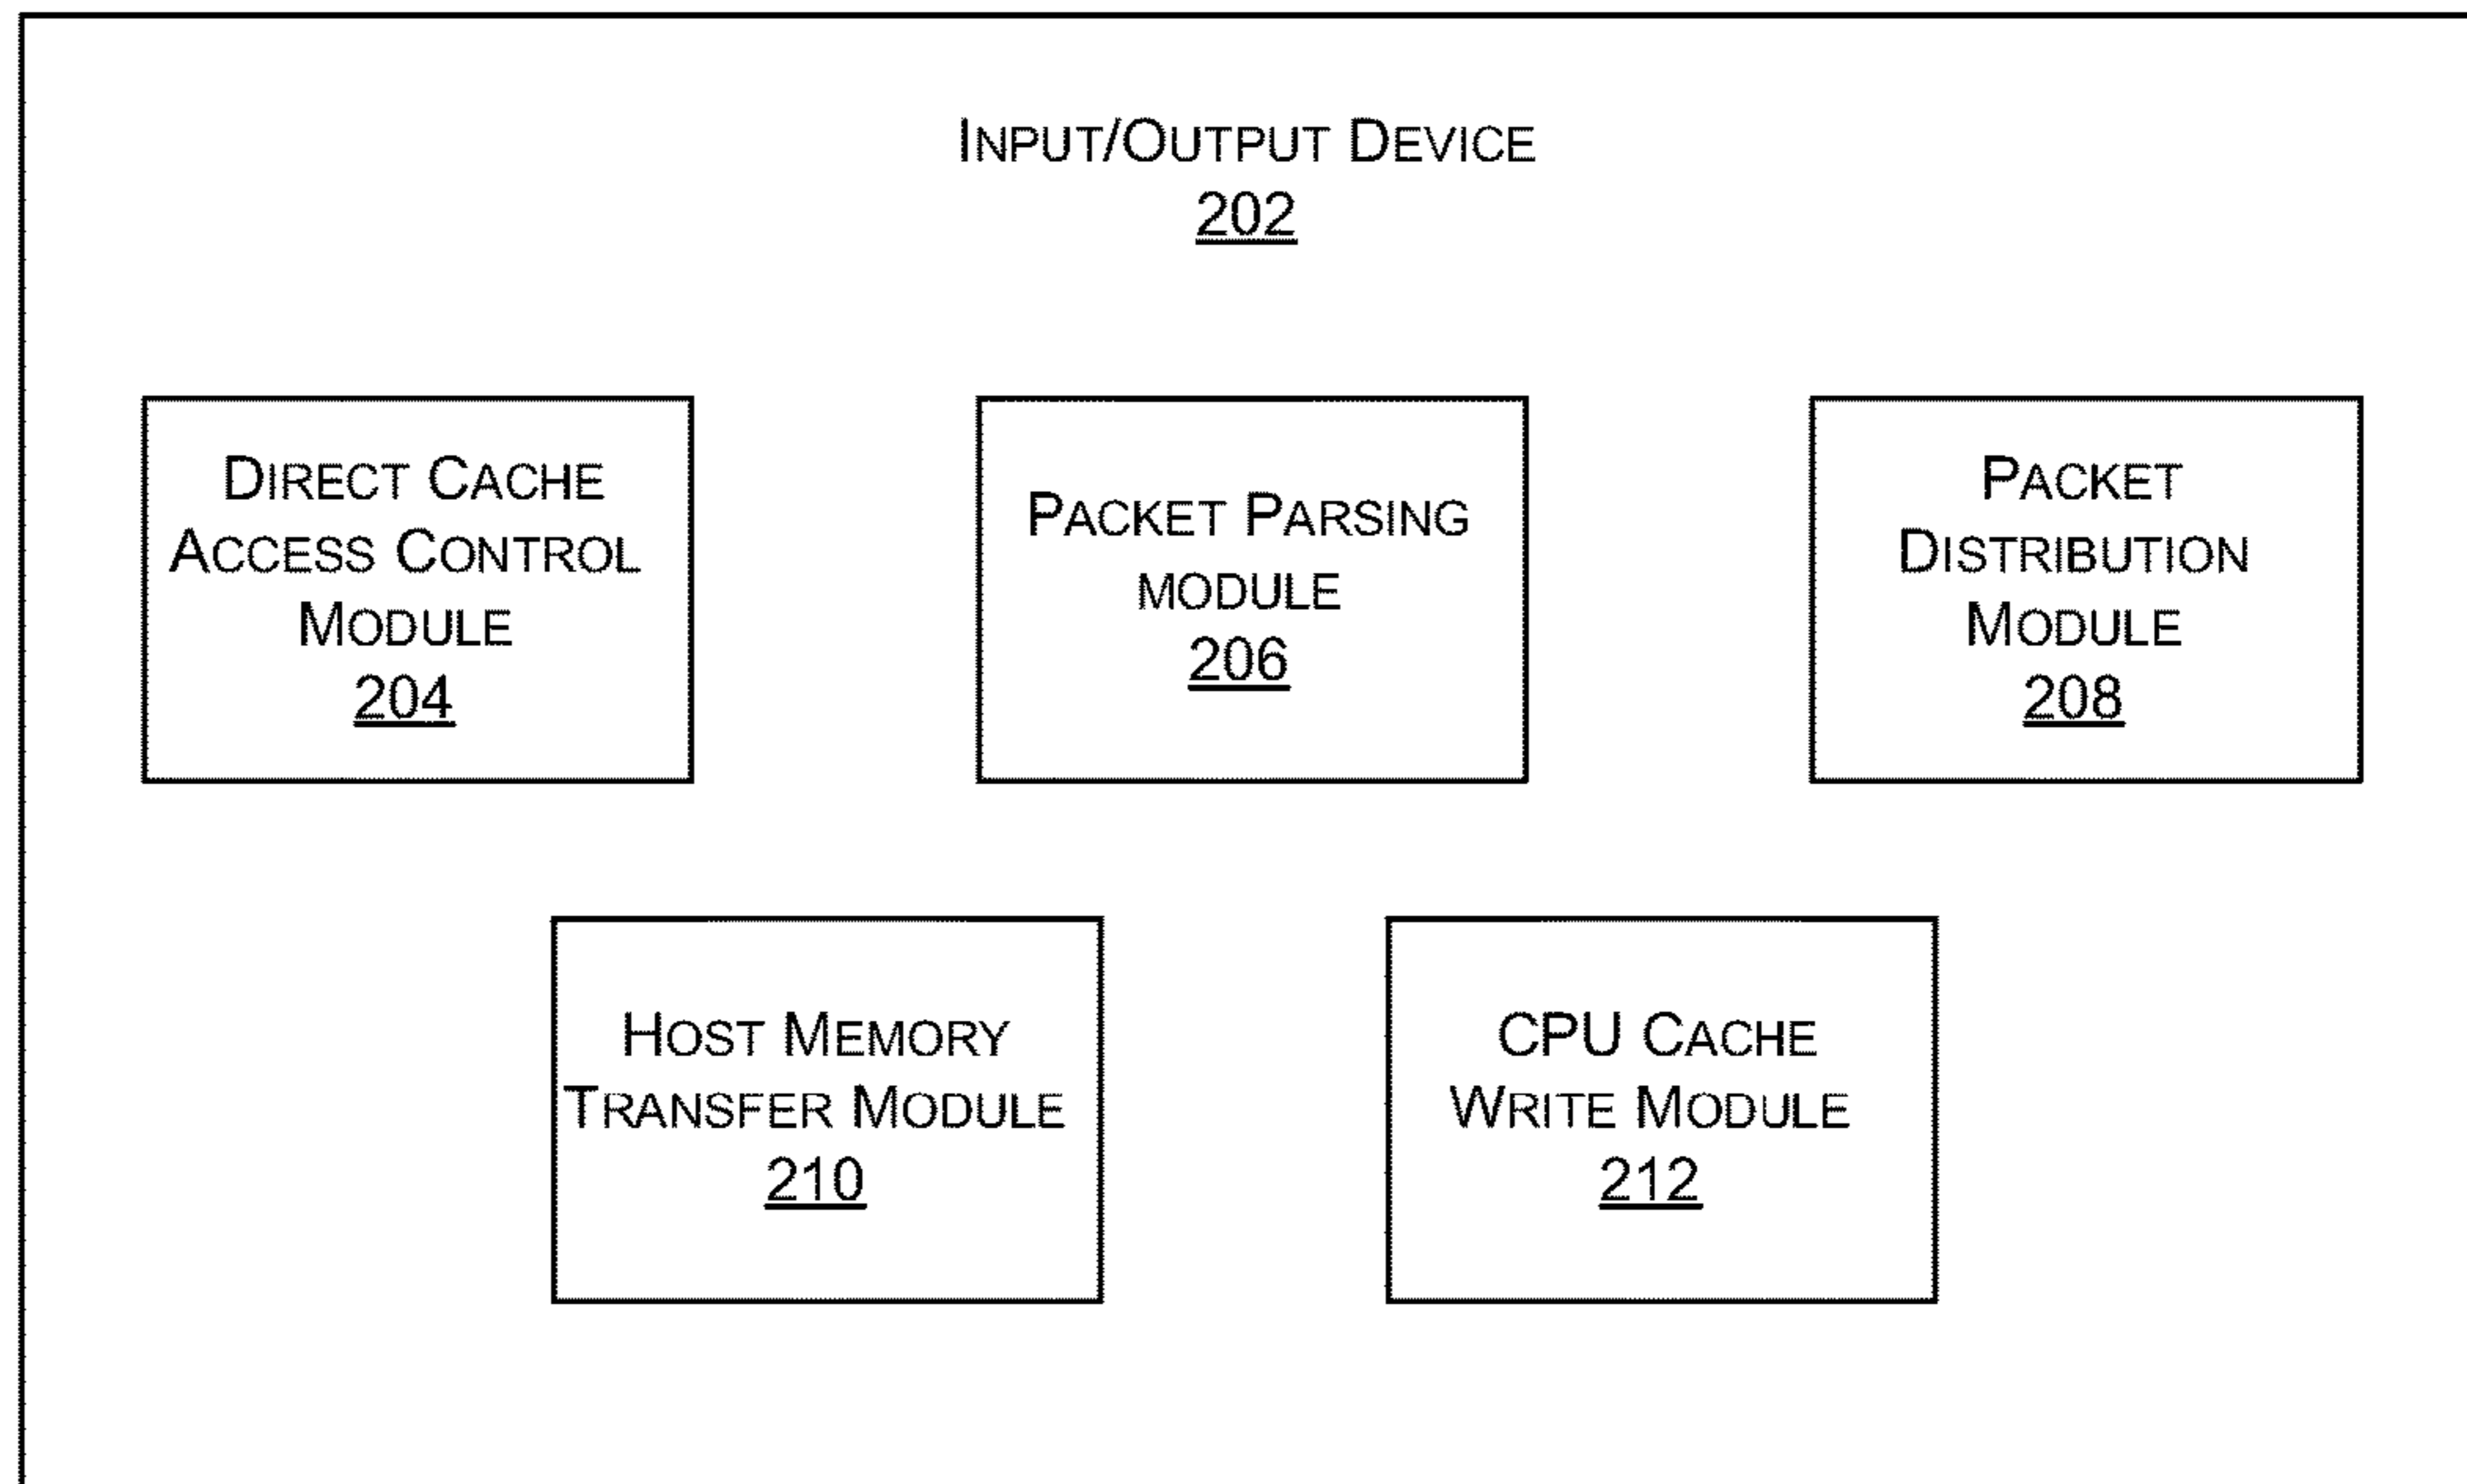 INPUT/OUTPUT DEVICE
202
DIRECT CACHE
ACCESS CONTROL
MODULE
204
PACKET PARSING
MODULE
206
PACKET
DISTRIBUTION
MODULE
208
HOST MEMORY
TRANSFER MODULE
210
CPU CACHE
WRITE MODULE
212